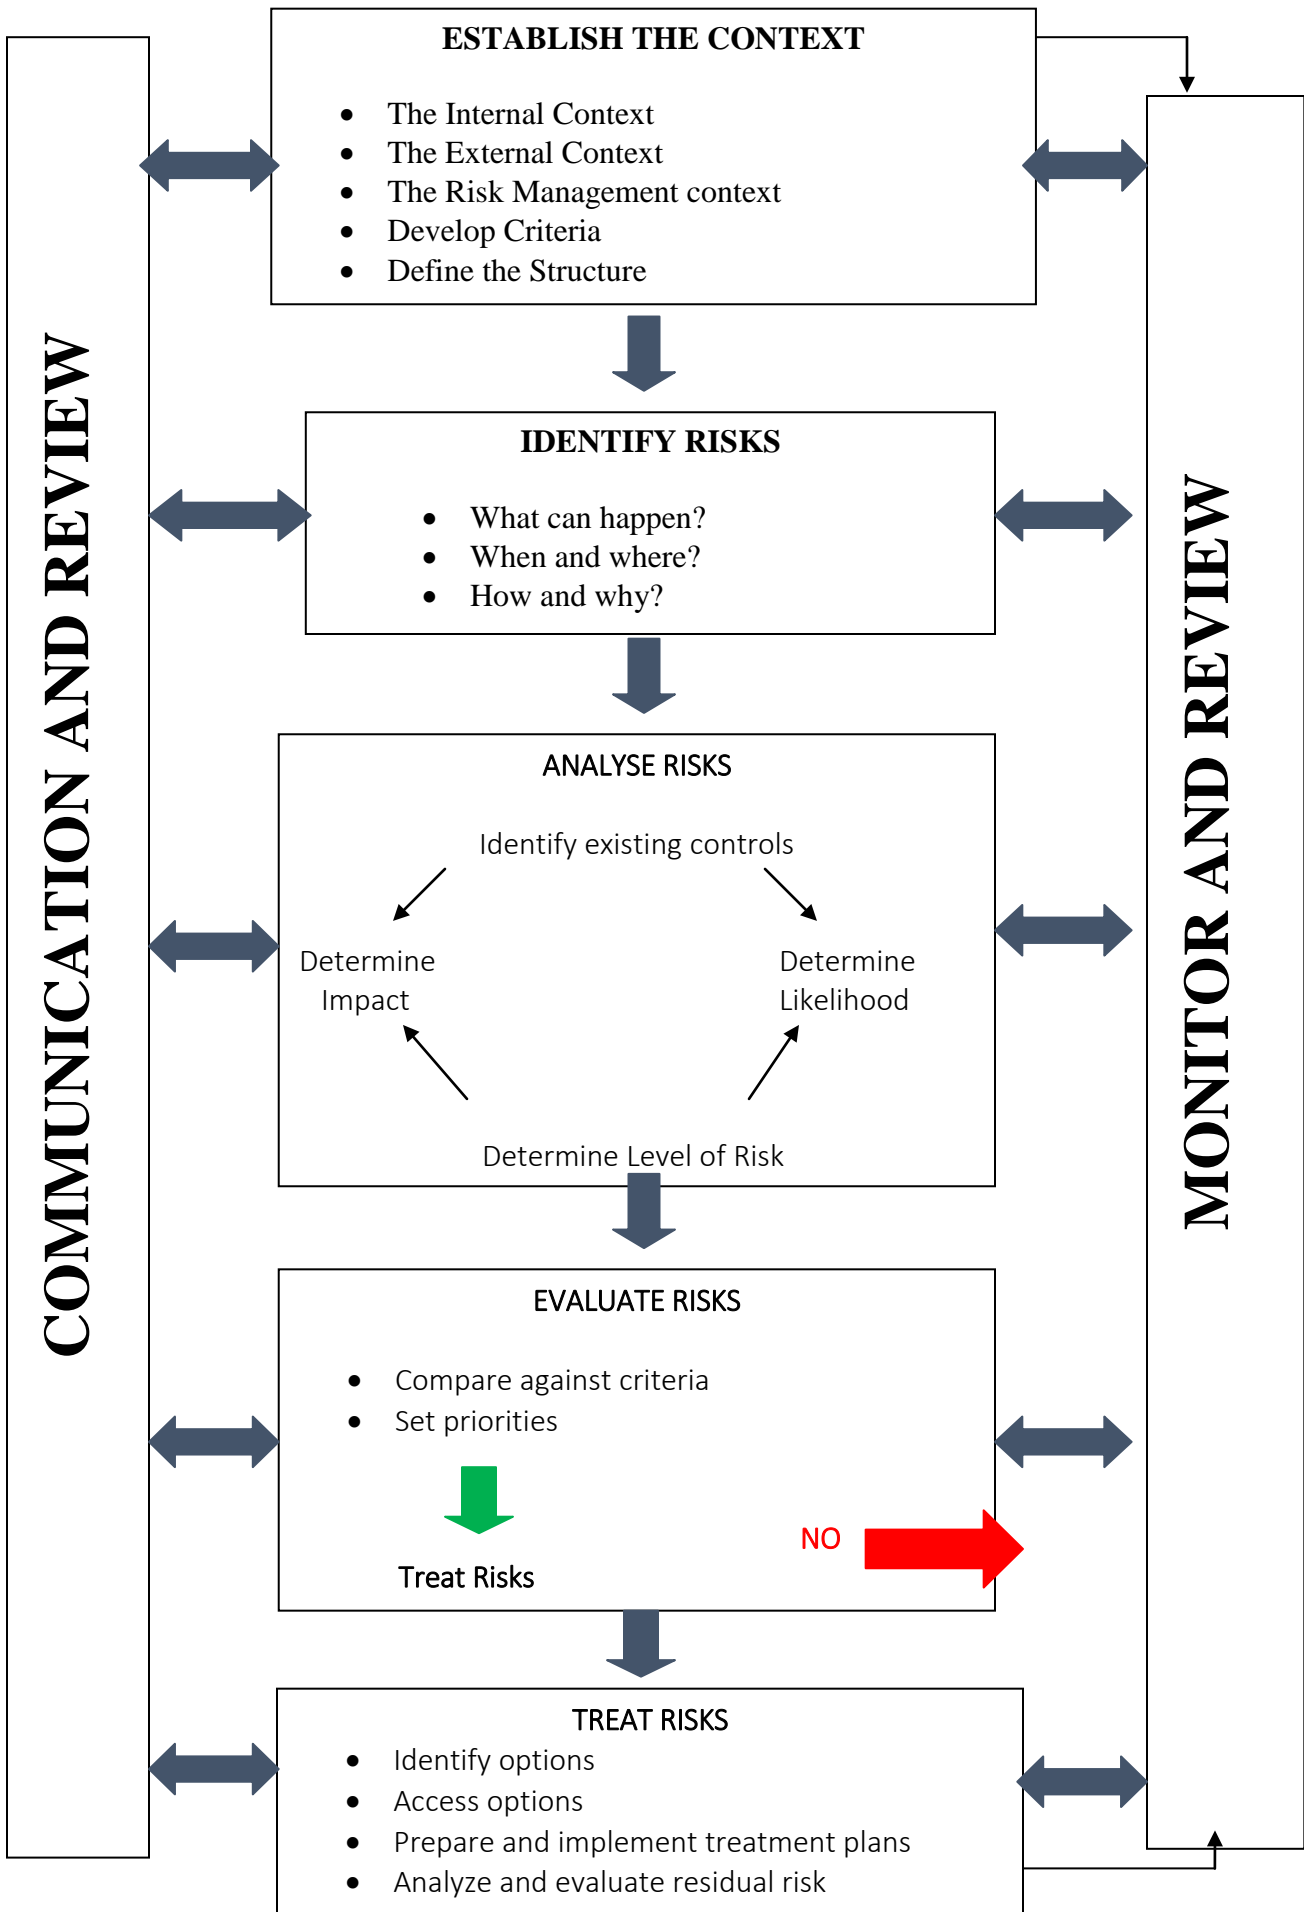 COMMUNICATION AND REVIEW
ESTABLISH THE CONTEXT
• The Internal Context
• The External Context
• The Risk Management context
• Develop Criteria
• Define the Structure
IDENTIFY RISKS
• What can happen?
• When and where?
• How and why?
ANALYSE RISKS
Identify existing controls
Determine
Impact
Determine
Likelihood
Determine Level of Risk
EVALUATE RISKS
• Compare against criteria
• Set priorities
NO
Treat Risks
TREAT RISKS
• Identify options
• Access options
• Prepare and implement treatment plans
• Analyze and evaluate residual risk
MONITOR AND REVIEW